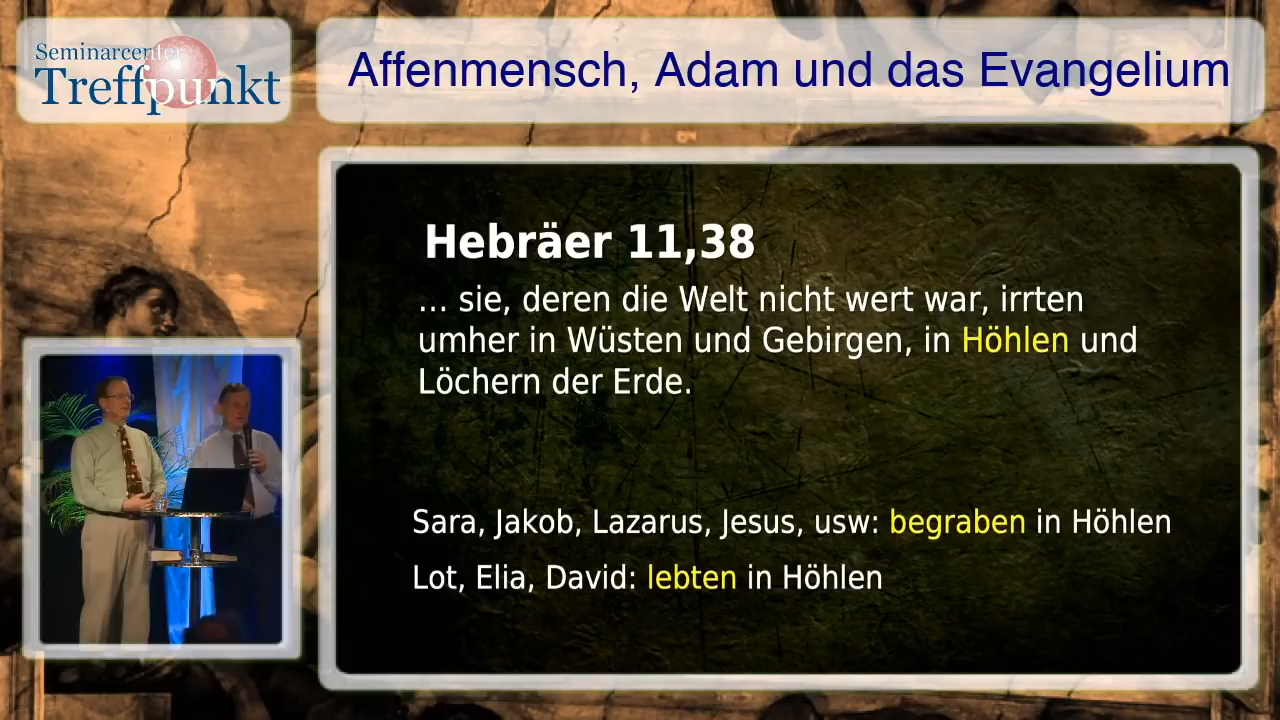 Seminarcenter
Treffpunkt
Affenmensch, Adam und das Evangelium
Hebräer 11,38
... sie, deren die Welt nicht wert war, irrten
umher in Wüsten und Gebirgen, in Höhlen und
Löchern der Erde.
Sara, Jakob, Lazarus, Jesus, usw: begraben in Höhlen
Lot, Elia, David: lebten in Höhlen